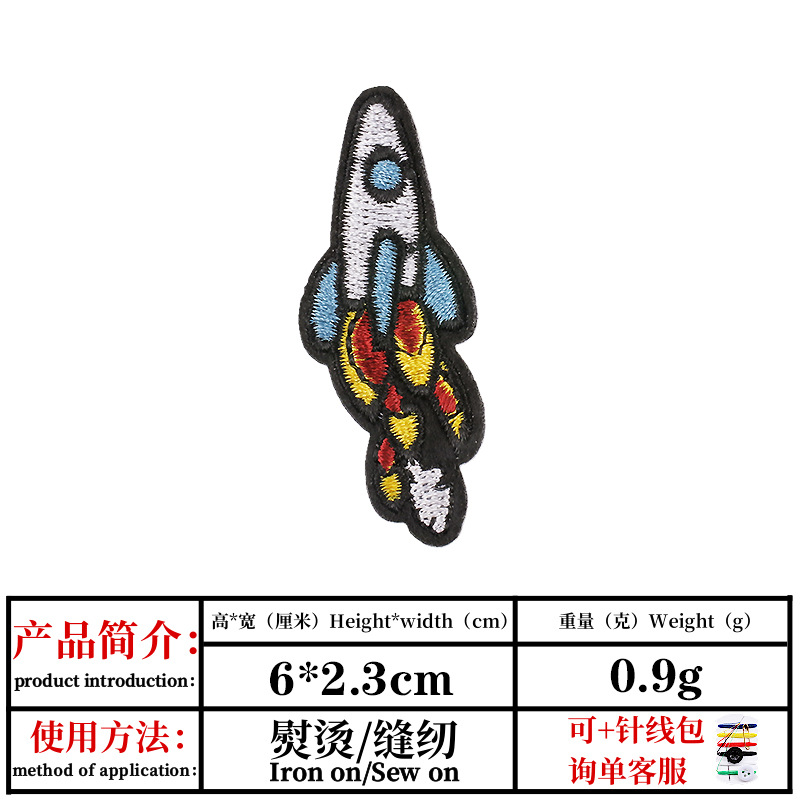 产品简介：
product introduction:
高*宽（厘米）Height*width（cm）
重量（克）Weight（g）
6*2.3cm
0.9g
使用方法：
method of application:
熨烫/缝纫
Iron on/Sew on
可+针线包
询单客服